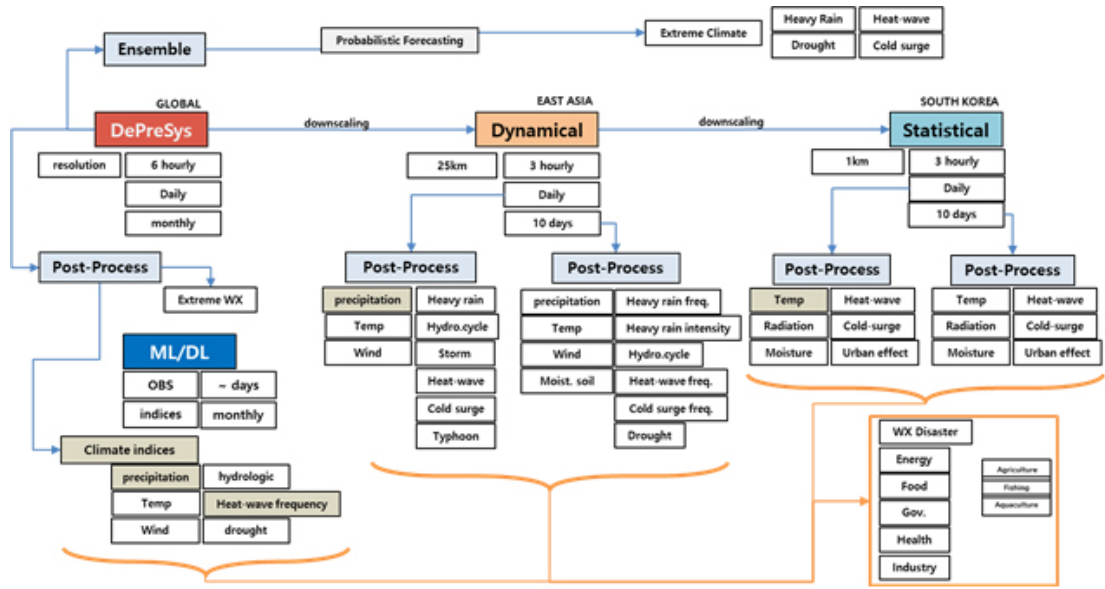 Ensemble
Probabilistic Forecasting
Extreme Climate
Heavy Rain
Heat-wave
Drought
Cold surge
GLOBAL
DePreSys
downscaling
EAST ASIA
Dynamical
downscaling
SOUTH KOREA
Statistical
resolution
6 hourly
Daily
monthly
25km
3 hourly
Daily
10 days
1km
3 hourly
Daily
10 days
Post-Process
Extreme WX
ML/DL
OBS
~ days
indices
monthly
Climate indices
precipitation
hydrologic
Temp
Heat-wave frequency
Wind
drought
Post-Process
precipitation
Heavy rain
Temp
Hydro.cycle
Wind
Storm
Heat-wave
Cold surge
Typhoon
Post-Process
precipitation
Heavy rain freq.
Temp
Heavy rain intensity
Wind
Hydro.cycle
Moist. soil
Heat-wave freq.
Cold surge freq.
Drought
Post-Process
Temp
Heat-wave
Radiation
Cold-surge
Moisture
Urban effect
Post-Process
Temp
Heat-wave
Radiation
Cold-surge
Moisture
Urban effect
WX Disaster
Energy
Food
Gov.
Health
Industry
Agriculture
Fishing
Aquaculture